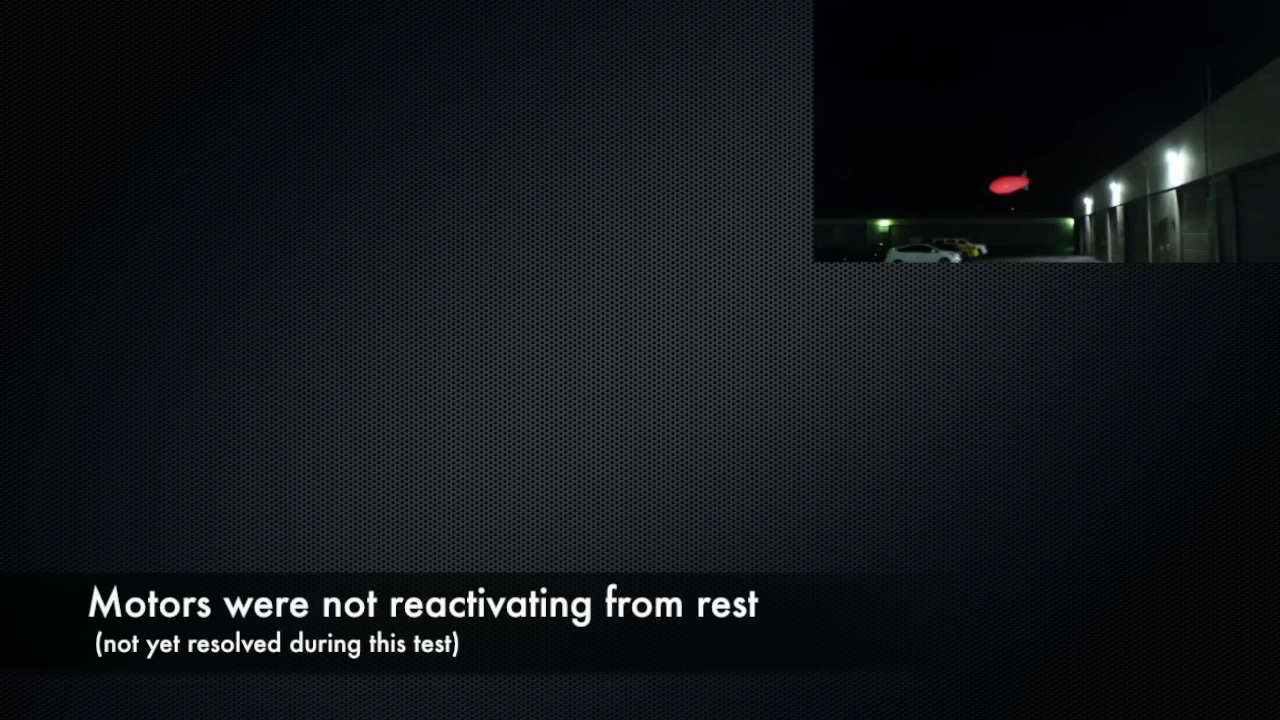 Motors were not reactivating from rest
(not yet resolved during this test)